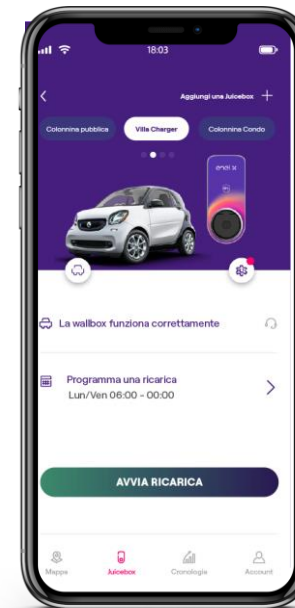 18:03
Aggiungi una Juicebox
Colonnina pubblica
Villa Charger
Colonnina Condo
enel x
La wallbox funziona correttamente
Programma una ricarica
Lun/Ven 06:00 - 00:00
AVVIA RICARICA
Mappa
Juicebox
Cronologia
Account